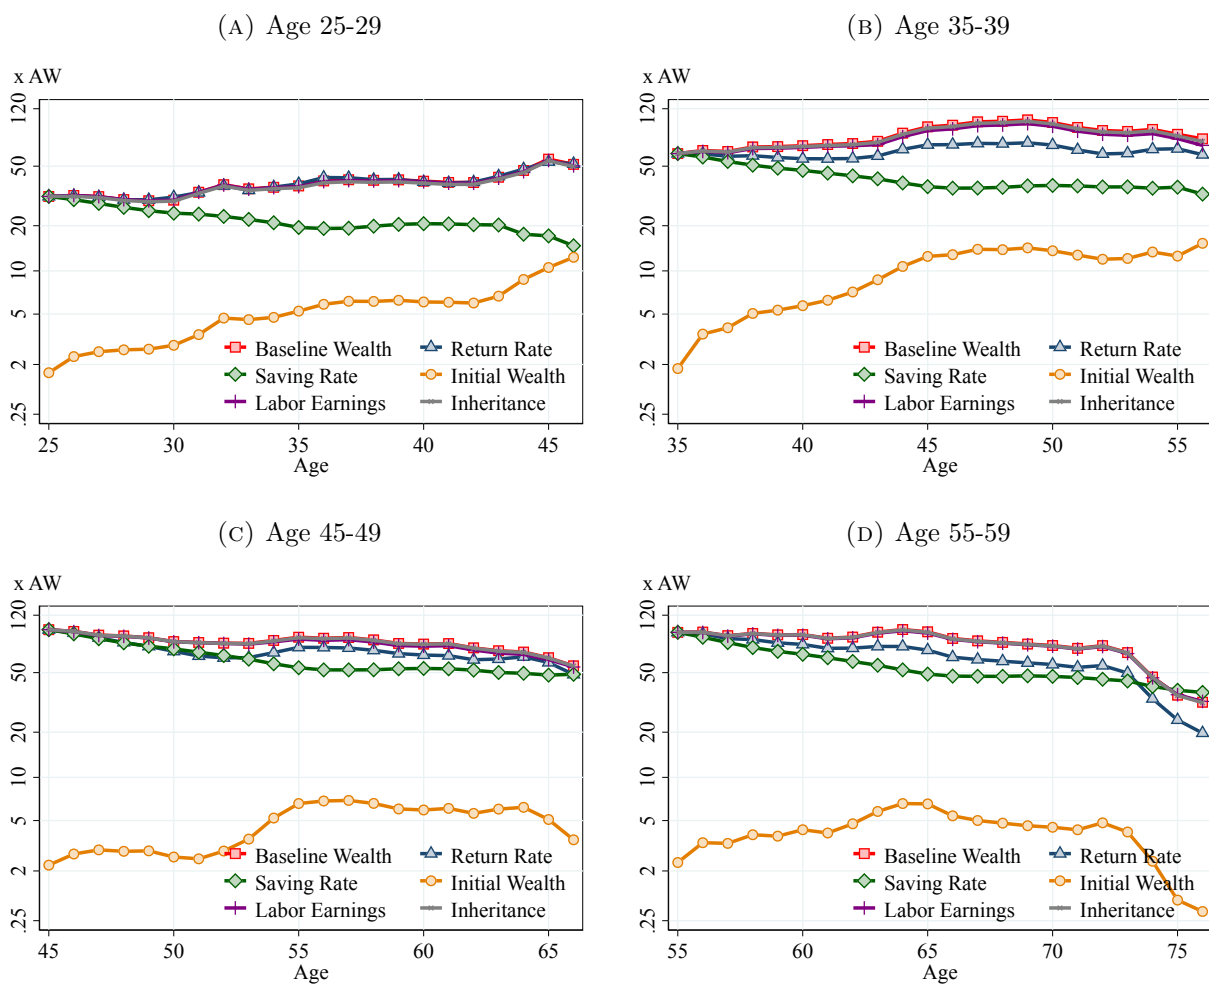 (A) Age 25-29
x AW
120
50
20
10
5
2
.25
Baseline Wealth
Return Rate
Saving Rate
Initial Wealth
Labor Earnings
Inheritance
25 30 35 40 45
Age
(B) Age 35-39
x AW
120
50
20
10
5
2
.25
Baseline Wealth
Return Rate
Saving Rate
Initial Wealth
Labor Earnings
Inheritance
35 40 45 50 55
Age
(C) Age 45-49
x AW
120
50
20
10
5
2
.25
Baseline Wealth
Return Rate
Saving Rate
Initial Wealth
Labor Earnings
Inheritance
45 50 55 60 65
Age
(D) Age 55-59
x AW
120
50
20
10
5
2
.25
Baseline Wealth
Return Rate
Saving Rate
Initial Wealth
Labor Earnings
Inheritance
55 60 65 70 75
Age